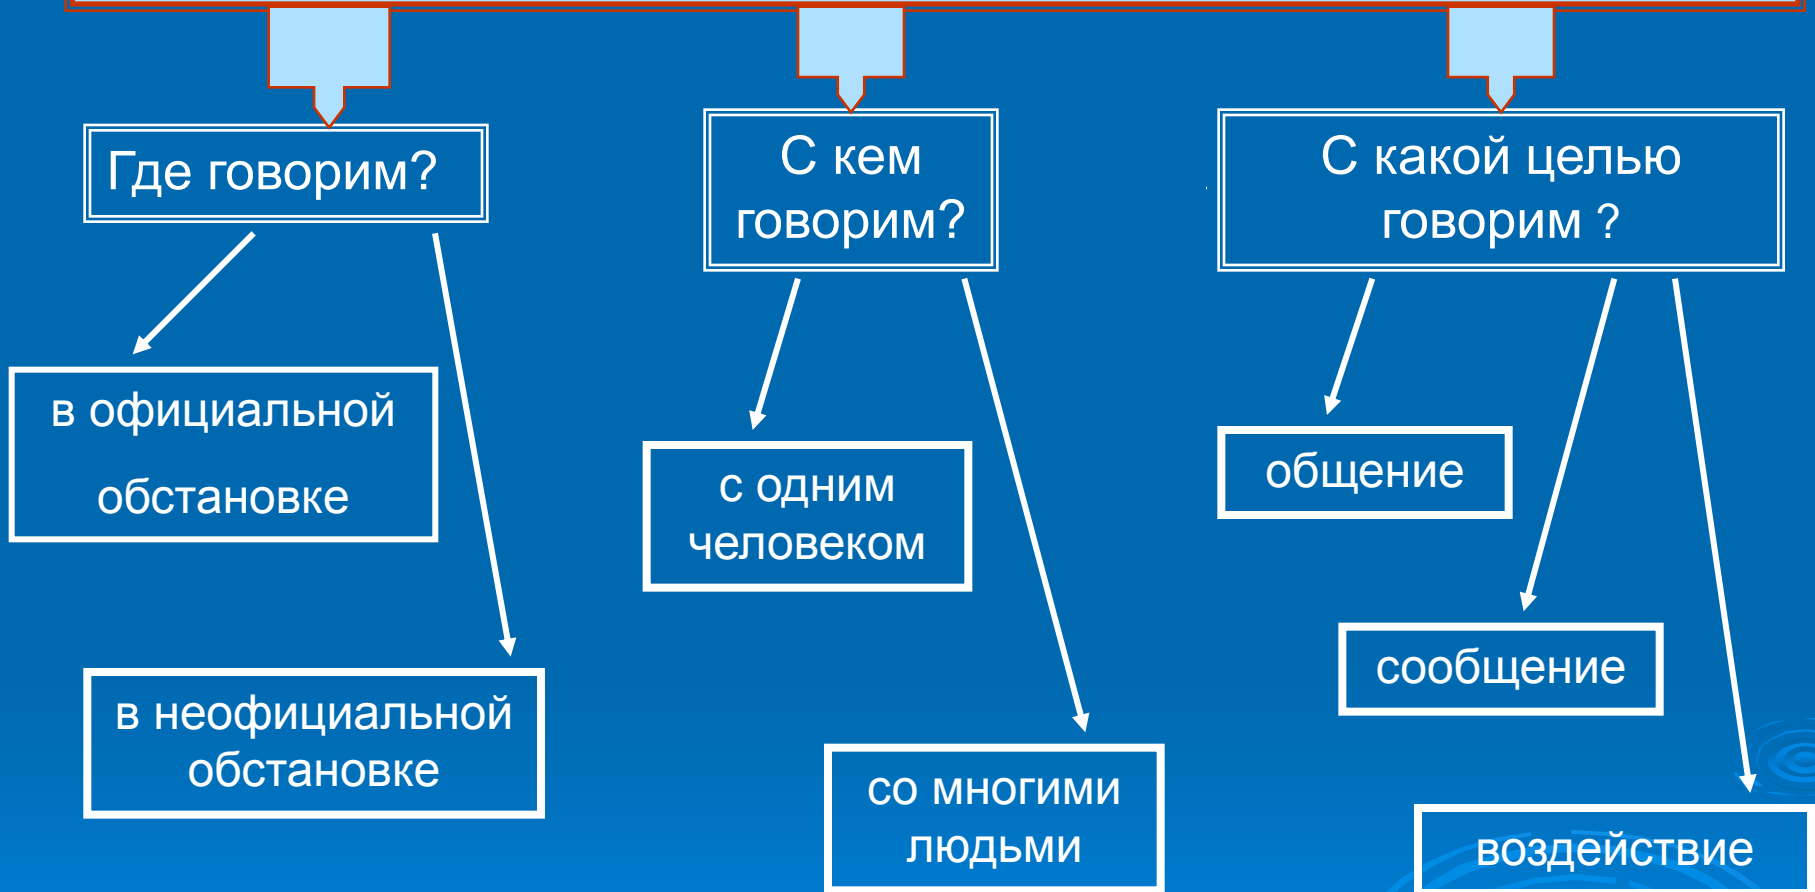 Где говорим?
С кем
говорим?
С какой целью
говорим ?
в официальной
обстановке
с одним
человеком
общение
сообщение
в неофициальной
обстановке
со многими
людьми
воздействие